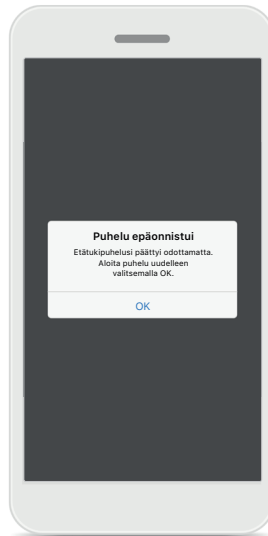 Puhelu epäonnistui
Etätukipuhelusi päättyi odottamatta.
Aloita puhelu uudelleen
valitsemalla OK.
OK